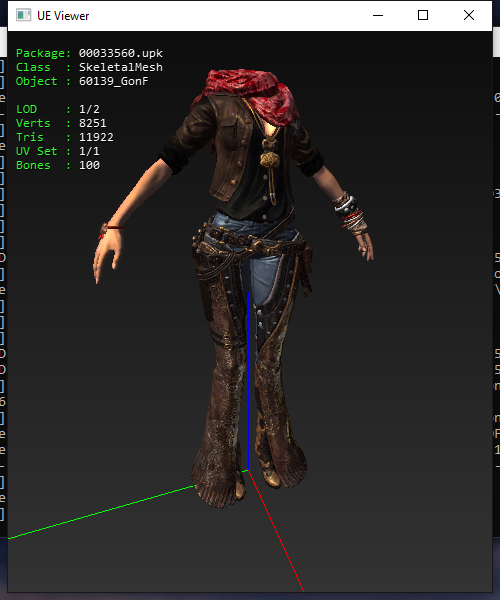 UE Viewer
Package: 00033560.upk
Class : SkeletalMesh
Object : 60139_GonF
LOD : 1/2
Verts : 8251
Tris : 11922
UV Set : 1/1
Bones : 100